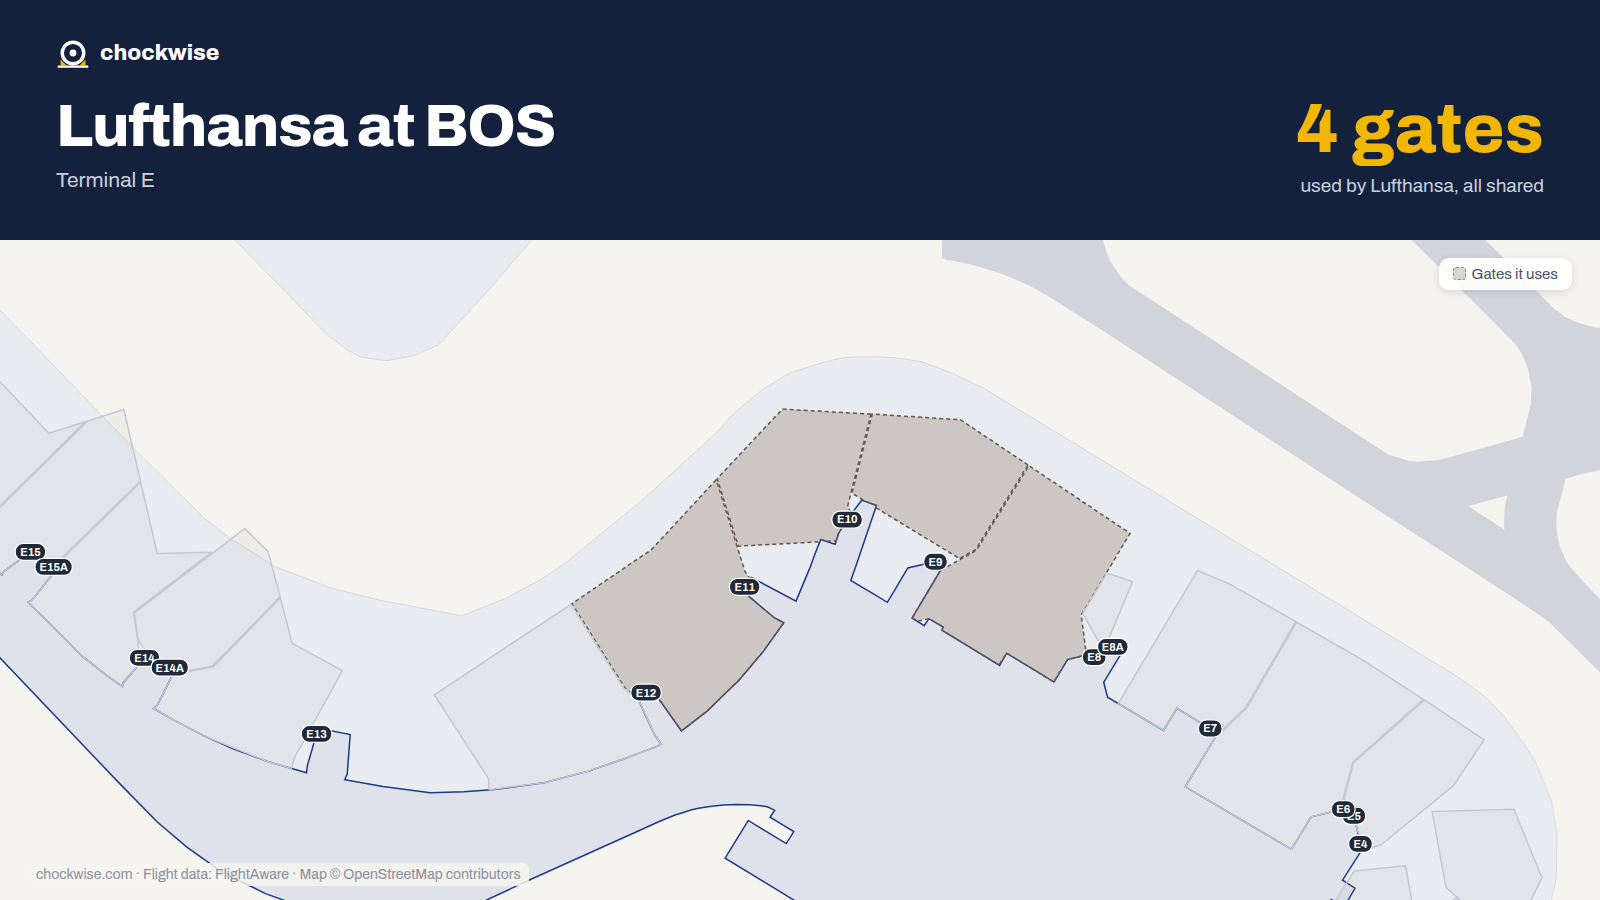 chockwise
Lufthansa at BOS
Terminal E
4 gates
used by Lufthansa, all shared
Gates it uses
E10
E15
E15A
E9
E11
E14
E14A
E8A
E8
E12
E7
E13
E6
E5
E4
chockwise.com · Flight data: FlightAware · Map © OpenStreetMap contributors